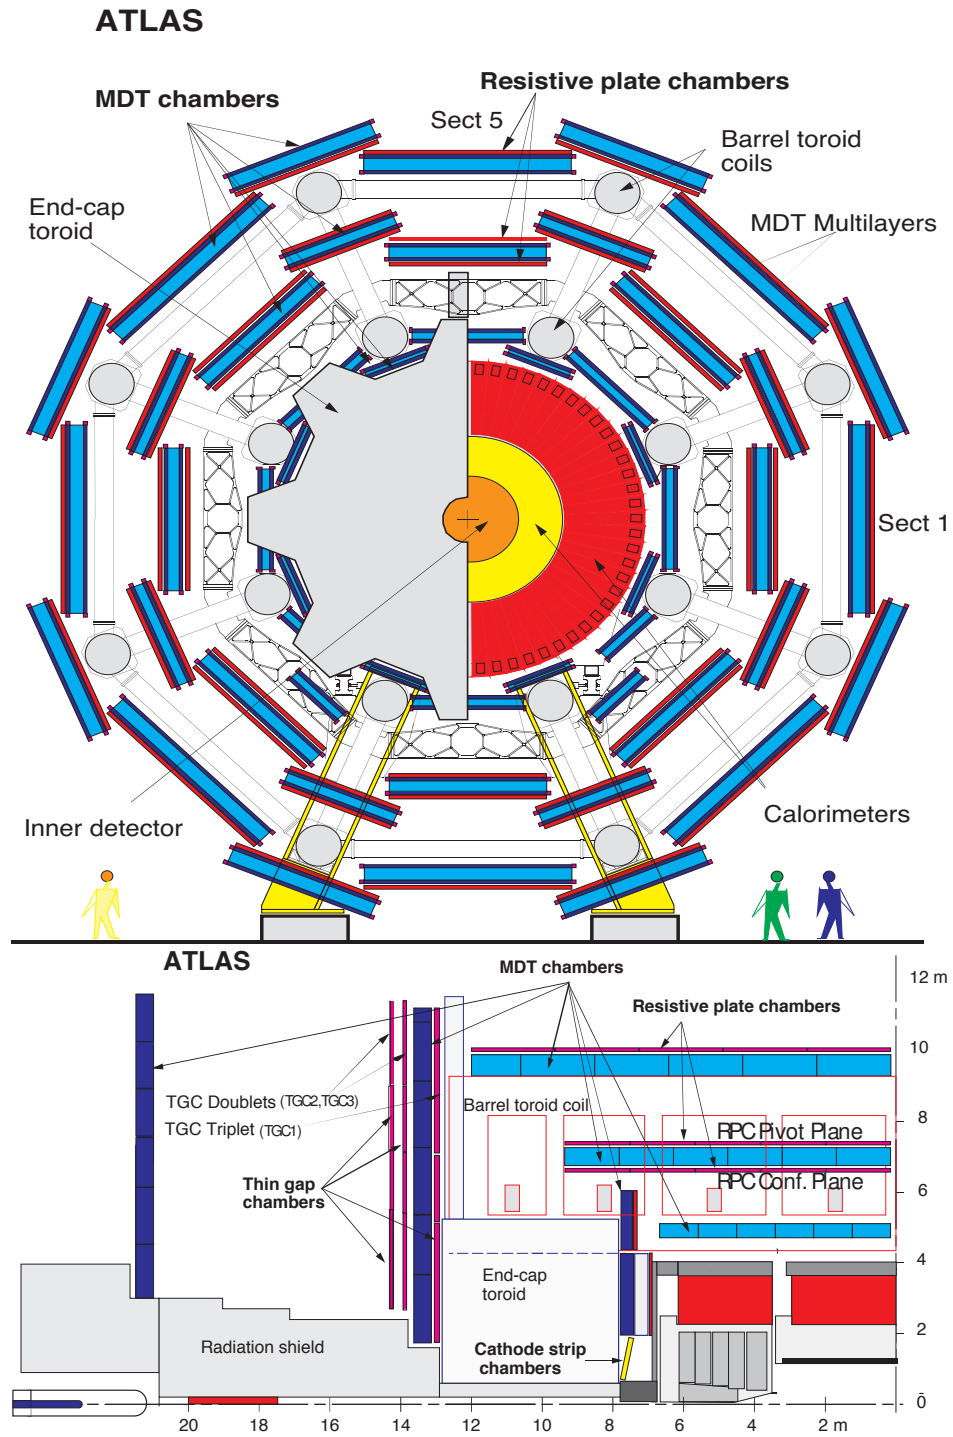 ATLAS
Resistive plate chambers
MDT chambers
Sect 5
Barrel toroid
coils
End-cap
toroid
MDT Multilayers
Sect 1
Inner detector
Calorimeters
ATLAS
MDT chambers
12 m
Resistive plate chambers
10
TGC Doublets (TGC2,TGC3)
Barrel toroid coil
8
TGC Triplet (TGC1)
RPC Pivot Plane
Thin gap
chambers
RPC Conf. Plane
6
4
End-cap
toroid
2
Radiation shield
Cathode strip
chambers
0
20 18 16 14 12 10 8 6 4 2 m